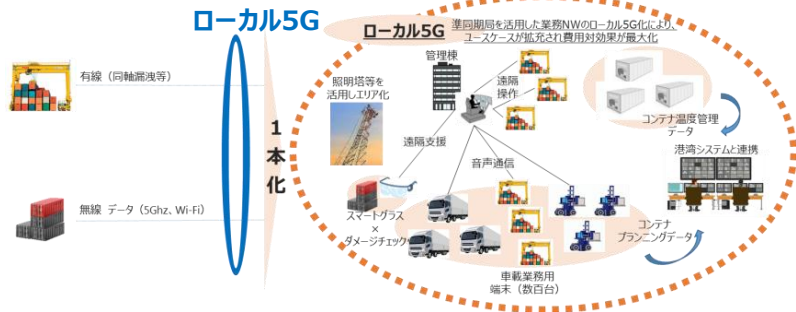 ローカル5G
有線（同軸漏洩等）
無線 データ（5Ghz、Wi-Fi）
1
本
化
ローカル5G
準同期局を活用した業務NWのローカル5G化により、
ユースケースが拡充され費用対効果が最大化
管理棟
照明塔等を
活用しエリア化
遠隔
操作
遠隔支援
音声通信
スマートグラス
×
ダメージチェック
車載業務用
端末（数百台）
コンテナ温度管理
データ
港湾システムと連携
コンテナ
プランニングデータ